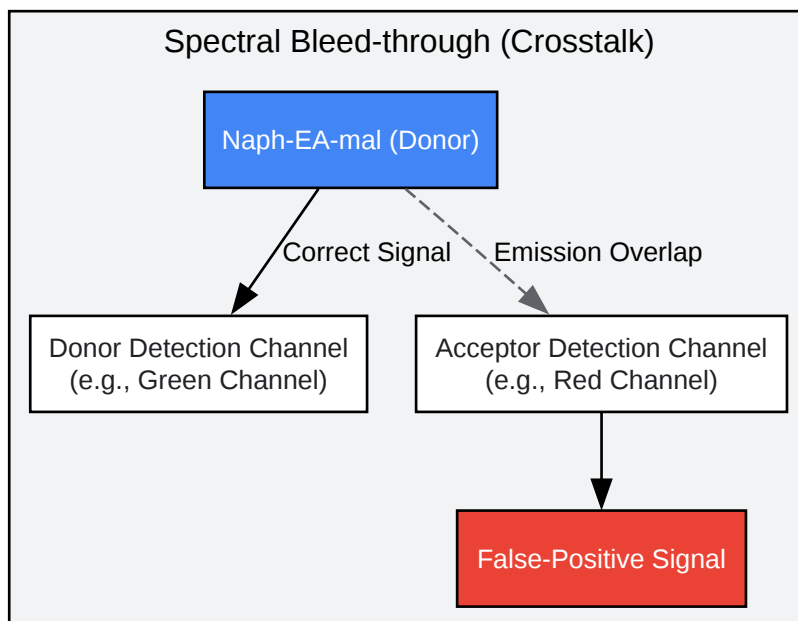 Spectral Bleed-through (Crosstalk)
Naph-EA-mal (Donor)
Correct Signal
Emission Overlap
Donor Detection Channel
(e.g., Green Channel)
Acceptor Detection Channel
(e.g., Red Channel)
False-Positive Signal